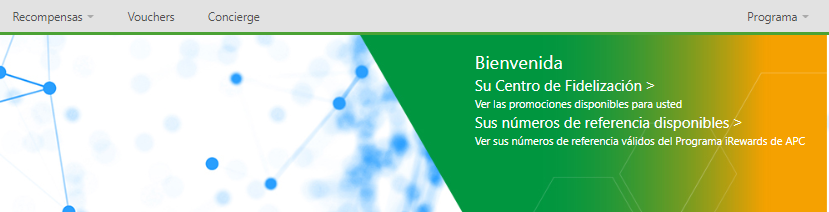 Recompensas Vouchers Concierge Programa
Bienvenida
Su Centro de Fidelización >
Ver las promociones disponibles para usted
Sus números de referencia disponibles >
Ver sus números de referencia válidos del Programa iRewards de APC